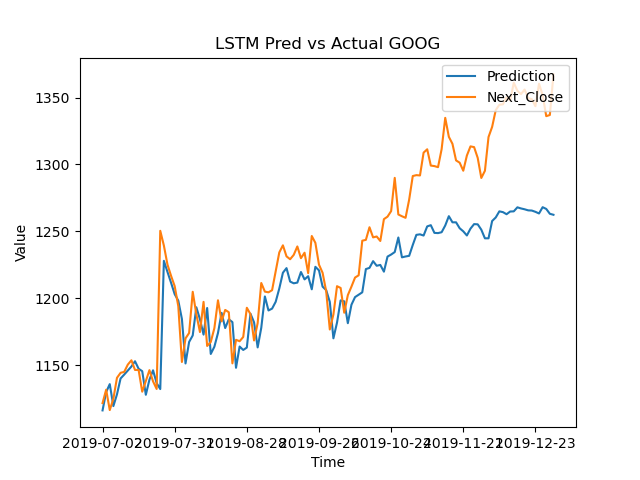 LSTM Pred vs Actual GOOG
Prediction
Next_Close
1350
1300
1250
1200
1150
Value
2019-07-02 2019-07-31 2019-08-28 2019-09-26 2019-10-24 2019-11-21 2019-12-23
Time